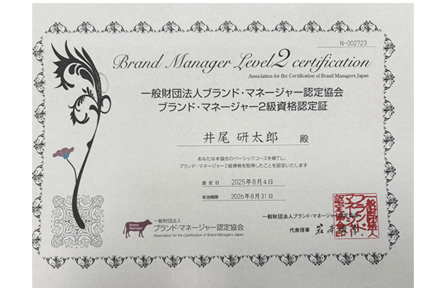 N-002723
Brand Manager Level 2 certification
Association for the Certification of Brand Managers Japan
一般財団法人ブランド・マネージャー認定協会
ブランド・マネージャー2級資格認定証
井尾 研太郎 殿
あなたは本協会のベーシックコースを修了し、
ブランド・マネージャー2級資格を取得したことを認定いたします
認定日 2025年8月4日
有効期限 2026年8月31日
一般財団法人
ブランド・マネージャー認定協会
Association for the Certification of Brand Managers Japan
一般財団法人ブランド・マネージャー
代表理事